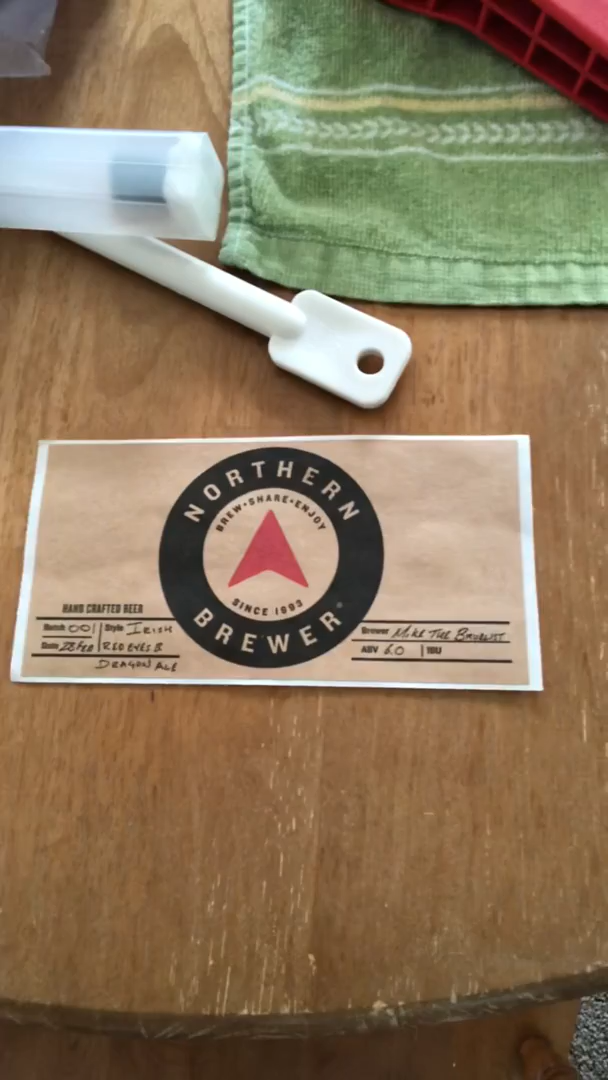 NORTHERN
BREW•SHARE•ENJOY
SINCE 1993
BREWER®
HAND CRAFTED BEER
Batch 001 Style IRISH
Date 28 FEB RED EYES B
DRAGON ALE
Brewer MIKE THE
ABV 6.0 IBU